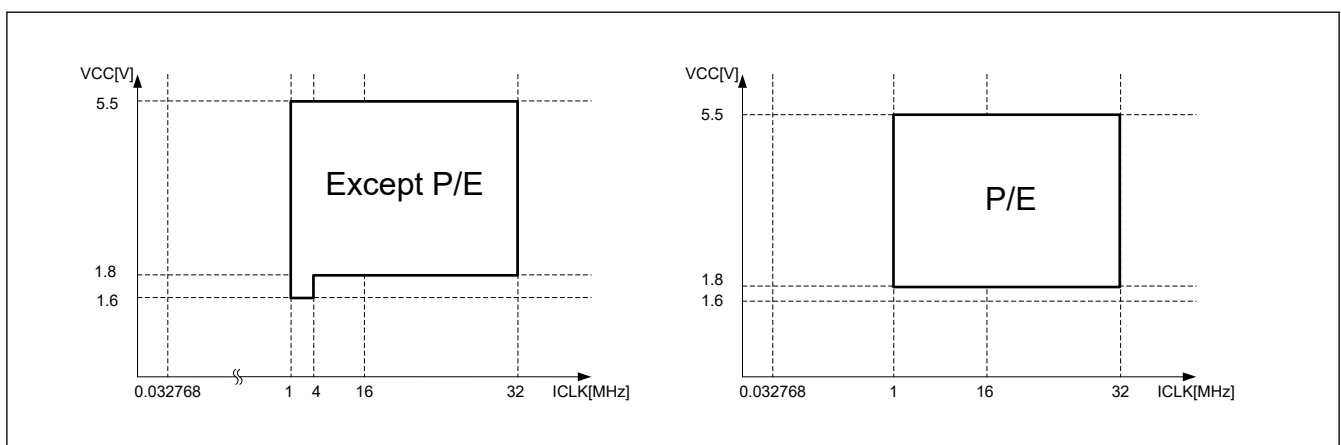 VCC[V]
5.5
Except P/E
1.8
1.6
0.032768 1 4 16 32 ICLK[MHz]
VCC[V]
5.5
P/E
1.8
1.6
0.032768 1 16 32 ICLK[MHz]